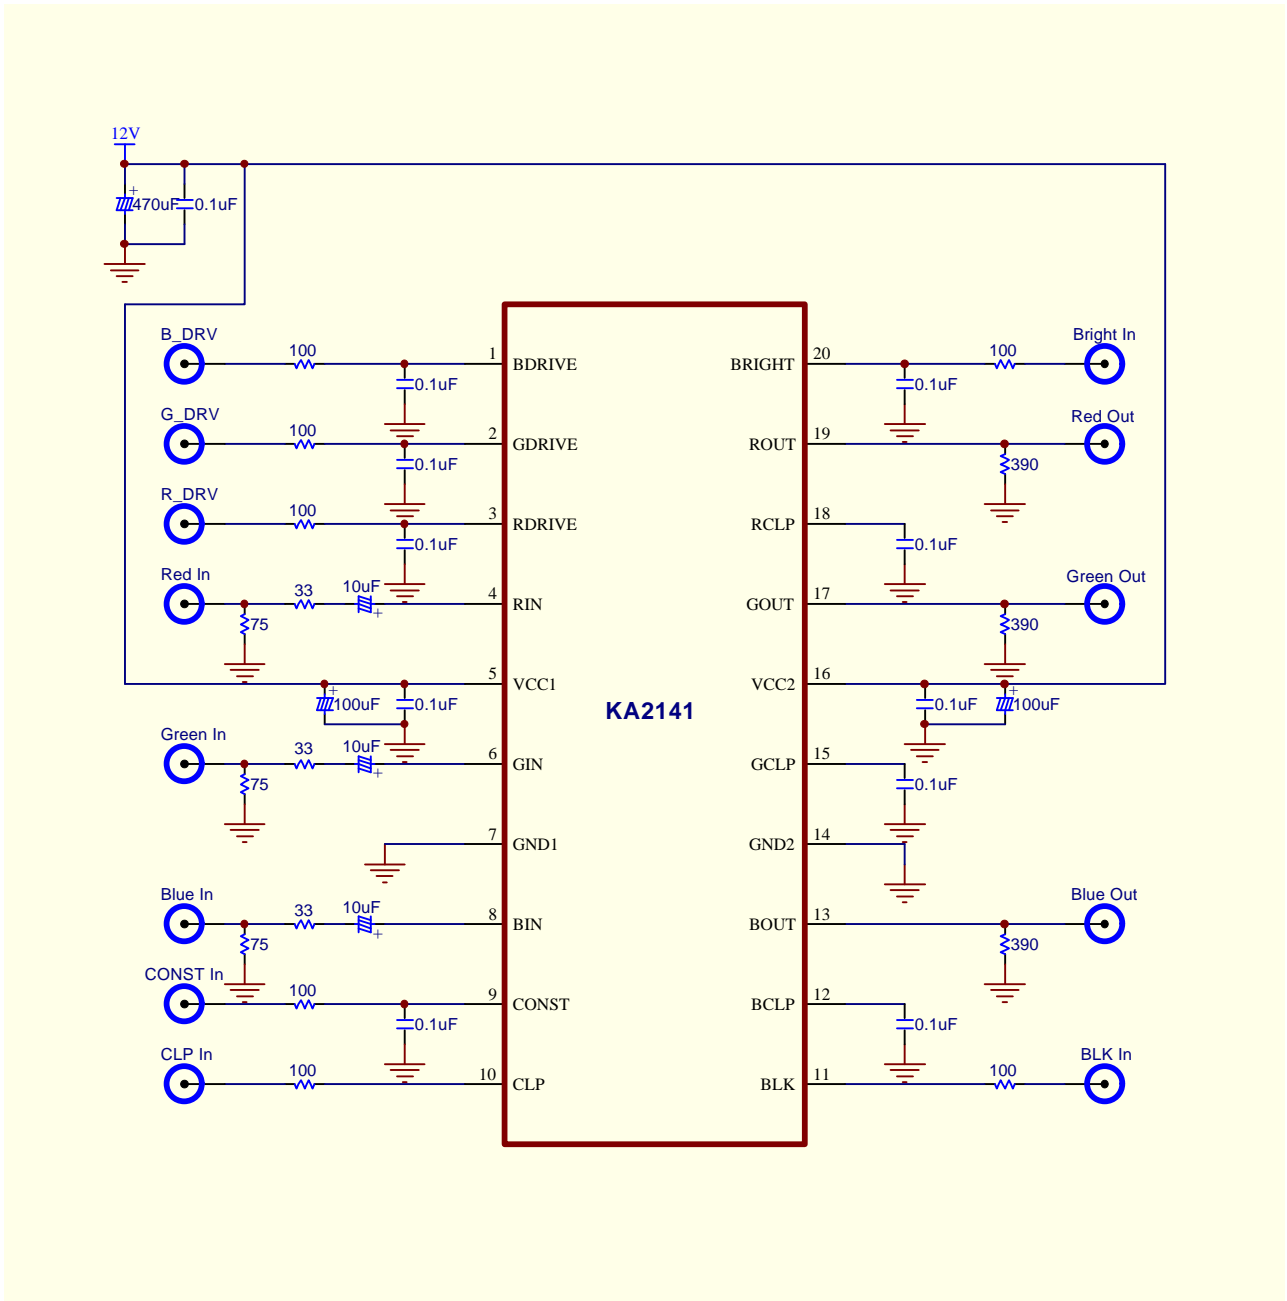 12V
470uF 0.1uF
B_DRV 100 0.1uF 1 BDRIVE
BRIGHT 20 0.1uF 100 Bright In
G_DRV 100 0.1uF 2 GDRIVE
ROUT 19 390 Red Out
R_DRV 100 0.1uF 3 RDRIVE
RCLP 18 0.1uF
Red In 75 33 10uF 4 RIN
GOUT 17 390 Green Out
100uF 0.1uF 5 VCC1
VCC2 16 0.1uF 100uF
KA2141
Green In 75 33 10uF 6 GIN
GCLP 15 0.1uF
7 GND1
GND2 14
Blue In 75 33 10uF 8 BIN
BOUT 13 390 Blue Out
CONST In 100 0.1uF 9 CONST
BCLP 12 0.1uF
CLP In 100 10 CLP
BLK 11 100 BLK In